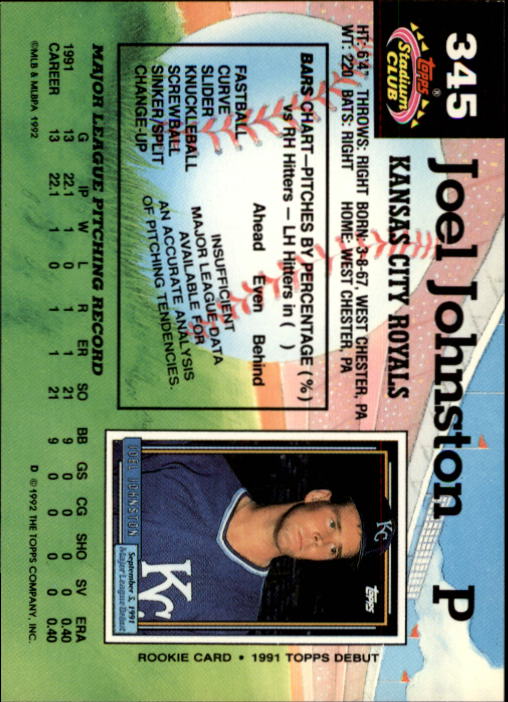 345
TOPPS®
Stadium
CLUB
Joel Johnston P
KANSAS CITY ROYALS
HT: 6'4" THROWS: RIGHT BORN: 3-8-67, WEST CHESTER, PA
WT: 220 BATS: RIGHT HOME: WEST CHESTER, PA
BARS CHART—PITCHES BY PERCENTAGE (%)
vs RH Hitters — LH Hitters in ( )
Ahead Even Behind
FASTBALL
CURVE
SLIDER
KNUCKLEBALL
SCREWBALL
SINKER/SPLIT
CHANGE-UP
INSUFFICIENT
MAJOR LEAGUE DATA
AVAILABLE FOR
AN ACCURATE ANALYSIS
OF PITCHING TENDENCIES.
KC
TOPPS
KC
JOEL JOHNSTON
September 5, 1991
Major League Debut
ROOKIE CARD • 1991 TOPPS DEBUT
MAJOR LEAGUE PITCHING RECORD
G IP W L R ER SO BB GS CG SHO SV ERA
1991 13 22.1 1 0 1 1 21 9 0 0 0 0 0.40
CAREER 13 22.1 1 0 1 1 21 9 0 0 0 0 0.40
©MLB & MLBPA 1992
D ©1992 THE TOPPS COMPANY, INC.